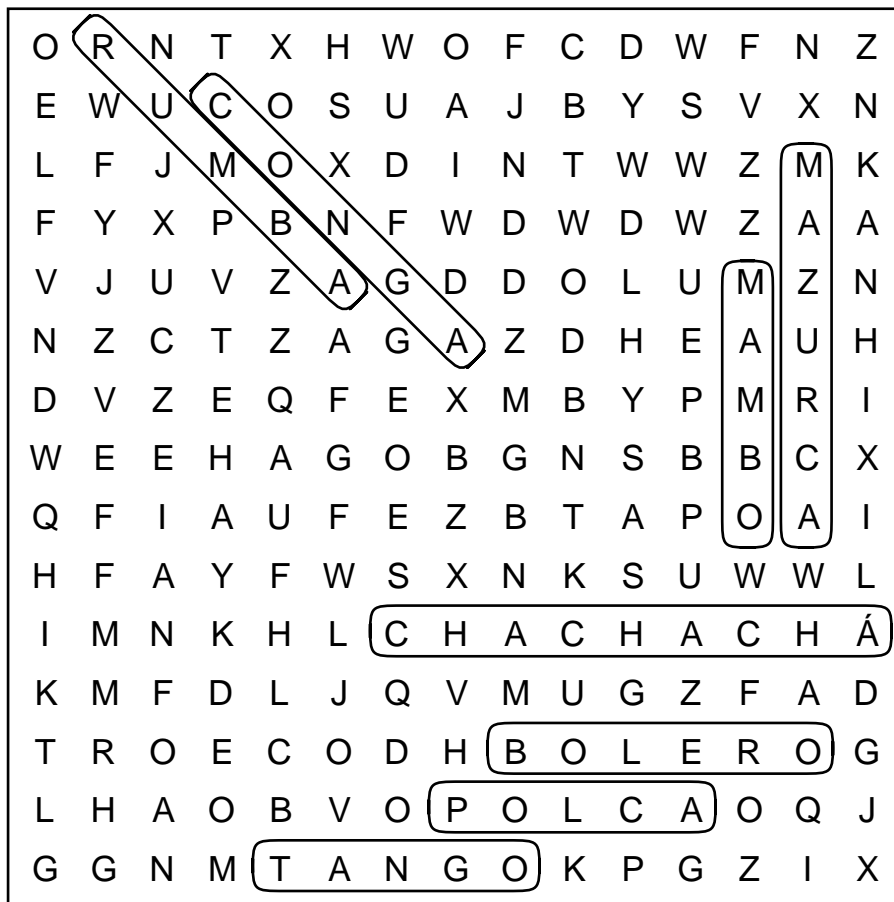 O R N T X H W O F C D W F N Z
E W U C O S U A J B Y S V X N
L F J M O X D I N T W W Z M K
F Y X P B N F W D W D W Z A A
V J U V Z A G D D O L U M Z N
N Z C T Z A G A Z D H E A U H
D V Z E Q F E X M B Y P M R I
W E E H A G O B G N S B B C X
Q F I A U F E Z B T A P O A I
H F A Y F W S X N K S U W W L
I M N K H L C H A C H A C H Á
K M F D L J Q V M U G Z F A D
T R O E C O D H B O L E R O G
L H A O B V O P O L C A O Q J
G G N M T A N G O K P G Z I X